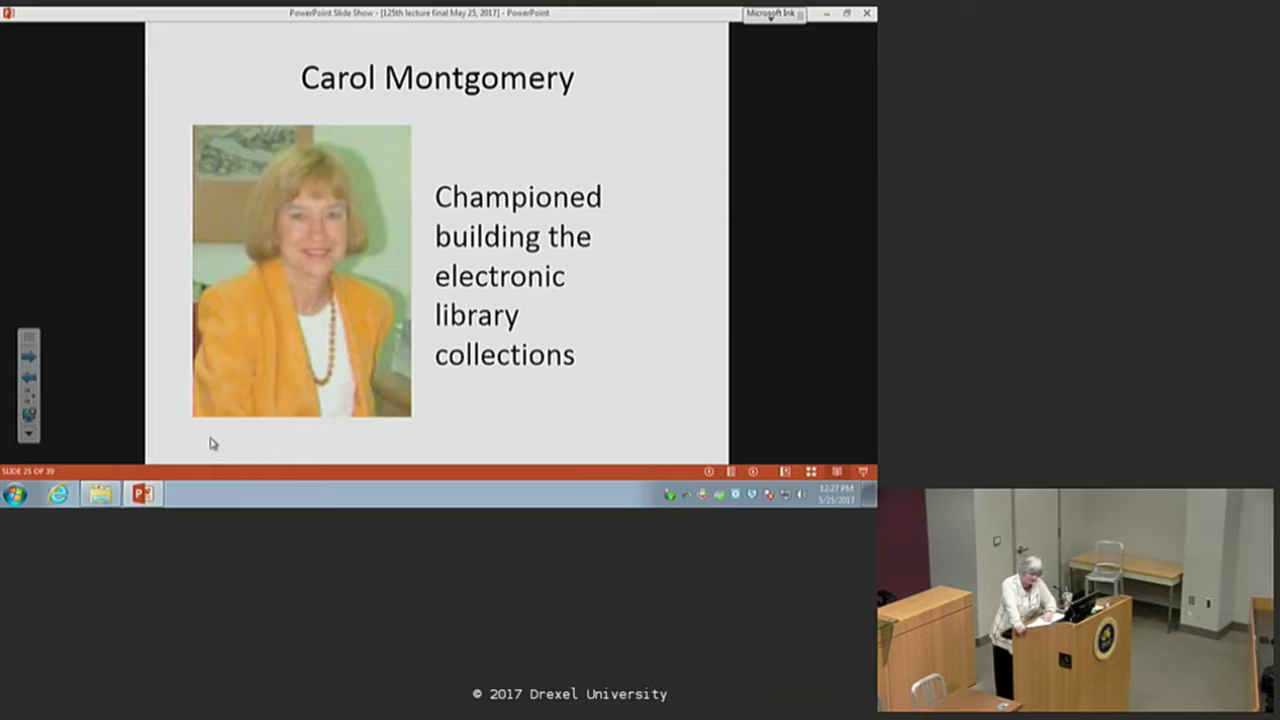 PowerPoint Slide Show - [125th lecture final May 25, 2017] - PowerPoint
Microsoft Ink
Carol Montgomery
Championed
building the
electronic
library
collections
SLIDE 25 OF 39
12:27 PM
5/25/2017
© 2017 Drexel University